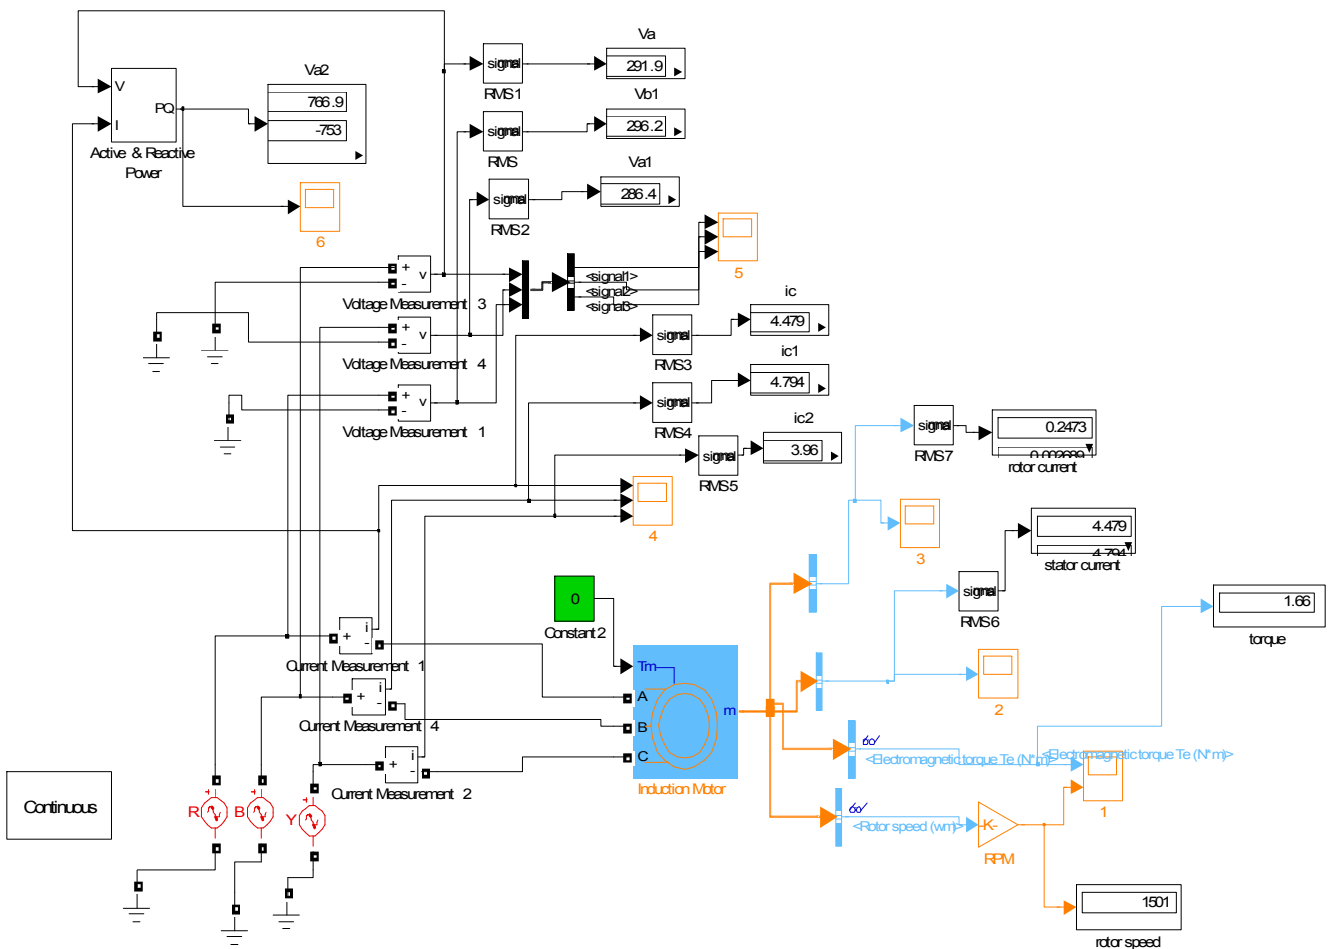 Va
signal
291.9
RMS1
Va2
V
PQ
I
766.9
-753
Active & Reactive
Power
Vb1
signal
296.2
RMS
Va1
signal
286.4
RMS2
6
5
+
-
v
Voltage Measurement 3
<signal1>
<signal2>
<signal3>
+
-
v
Voltage Measurement 4
+
-
v
Voltage Measurement 1
ic
signal
4.479
RMS3
ic1
signal
4.794
RMS4
ic2
signal
3.96
RMS5
signal
RMS7
0.2473
0.002689
rotor current
4
3
4.479
4.794
stator current
signal
RMS6
0
Constant2
1.66
torque
+
i
-
Current Measurement 1
+
i
-
Current Measurement 4
+
i
-
Current Measurement 2
Tm
A
B
C
m
Induction Motor
2
<Electromagnetic torque Te (N*m)>
<Electromagnetic torque Te (N*m)>
1
<Rotor speed (wm)>
-K-
RPM
Continuous
R
+
B
+
Y
+
1501
rotor speed